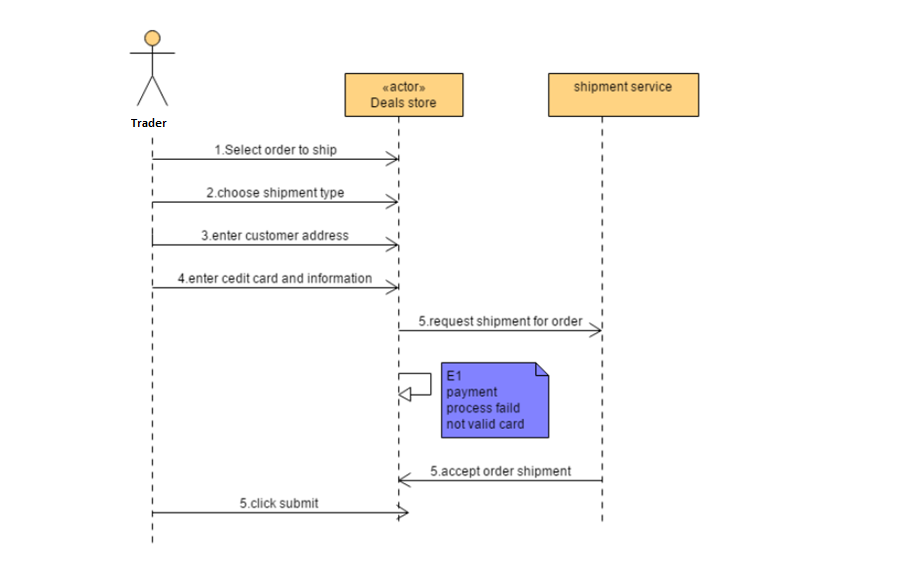 «actor»
Deals store
shipment service
Trader
1.Select order to ship
2.choose shipment type
3.enter customer address
4.enter cedit card and information
5.request shipment for order
E1
payment
process faild
not valid card
5.accept order shipment
5.click submit